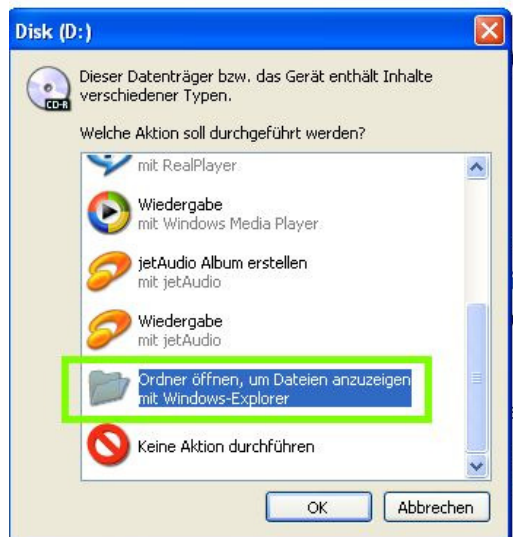 Disk (D:)
Dieser Datenträger bzw. das Gerät enthält Inhalte
verschiedener Typen.
CD-R
Welche Aktion soll durchgeführt werden?
mit RealPlayer
Wiedergabe
mit Windows Media Player
jetAudio Album erstellen
mit jetAudio
Wiedergabe
mit jetAudio
Ordner öffnen, um Dateien anzuzeigen
mit Windows-Explorer
Keine Aktion durchführen
OK
Abbrechen